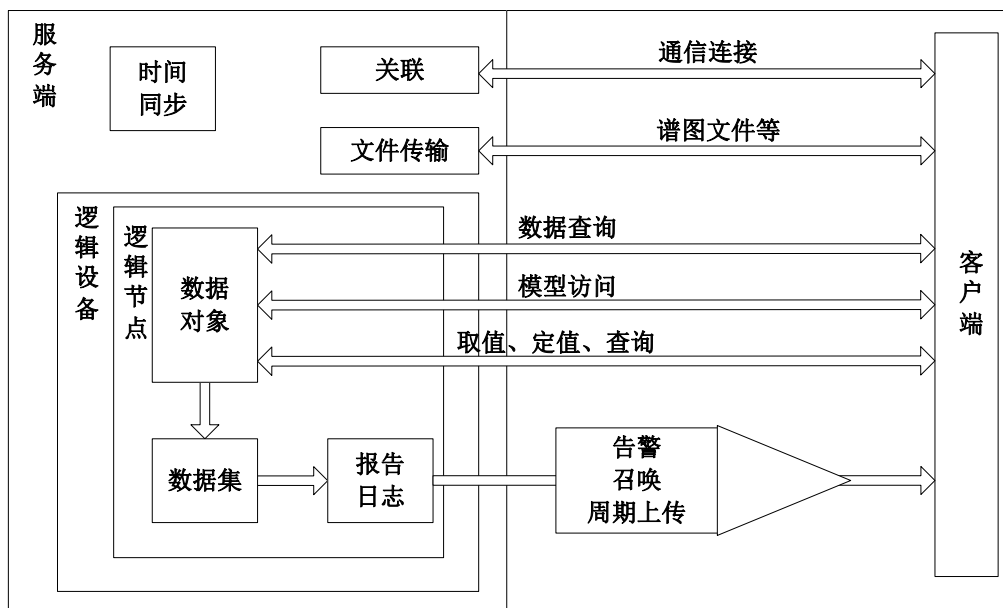 服务端
时间
同步
关联
通信连接
文件传输
谱图文件等
逻辑设备
逻辑节点
数据
对象
数据查询
模型访问
取值、定值、查询
客户端
数据集
报告
日志
告警
召唤
周期上传